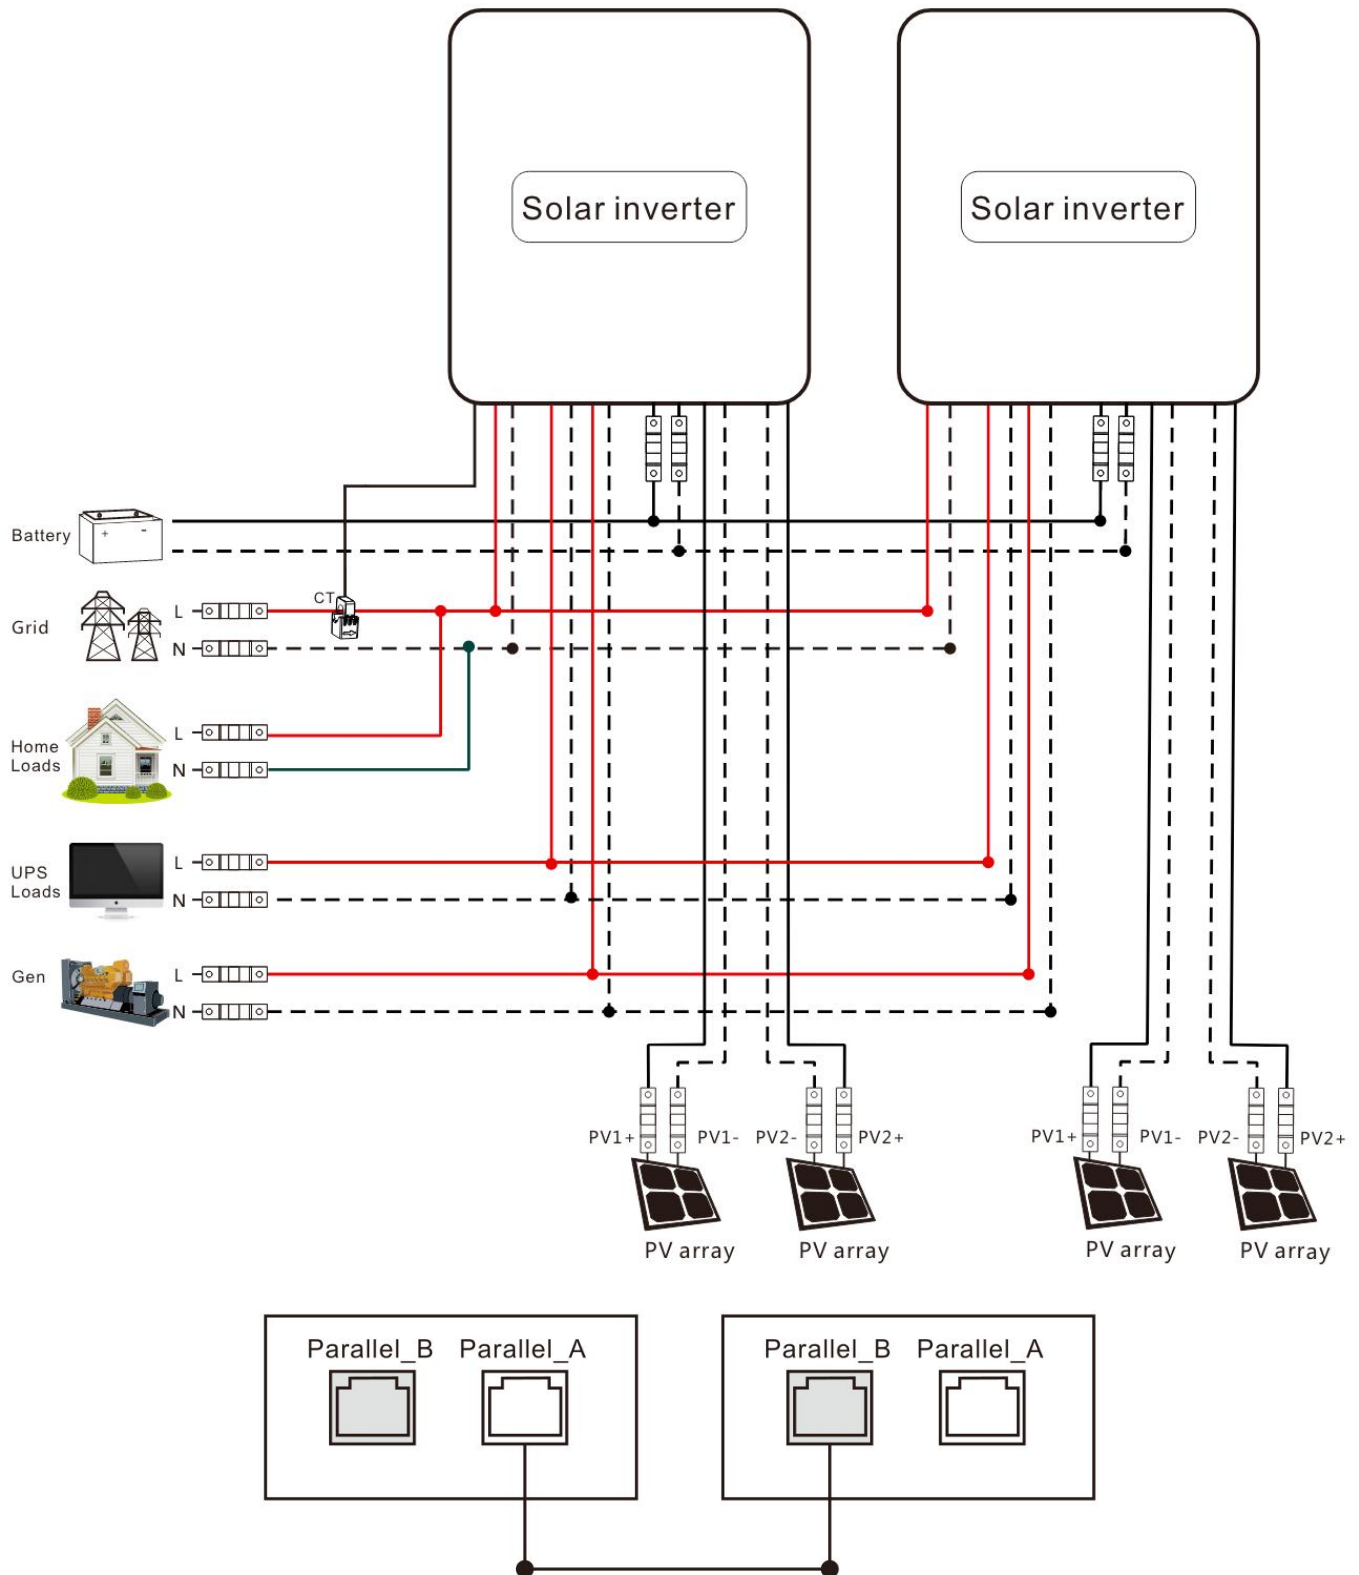 Solar inverter
Solar inverter
Battery
+ -
CT
Grid
L
N
Home
Loads
L
N
UPS
Loads
L
N
Gen
L
N
PV1+
PV1-
PV2-
PV2+
PV1+
PV1-
PV2-
PV2+
PV array
PV array
PV array
PV array
Parallel_B
Parallel_A
Parallel_B
Parallel_A